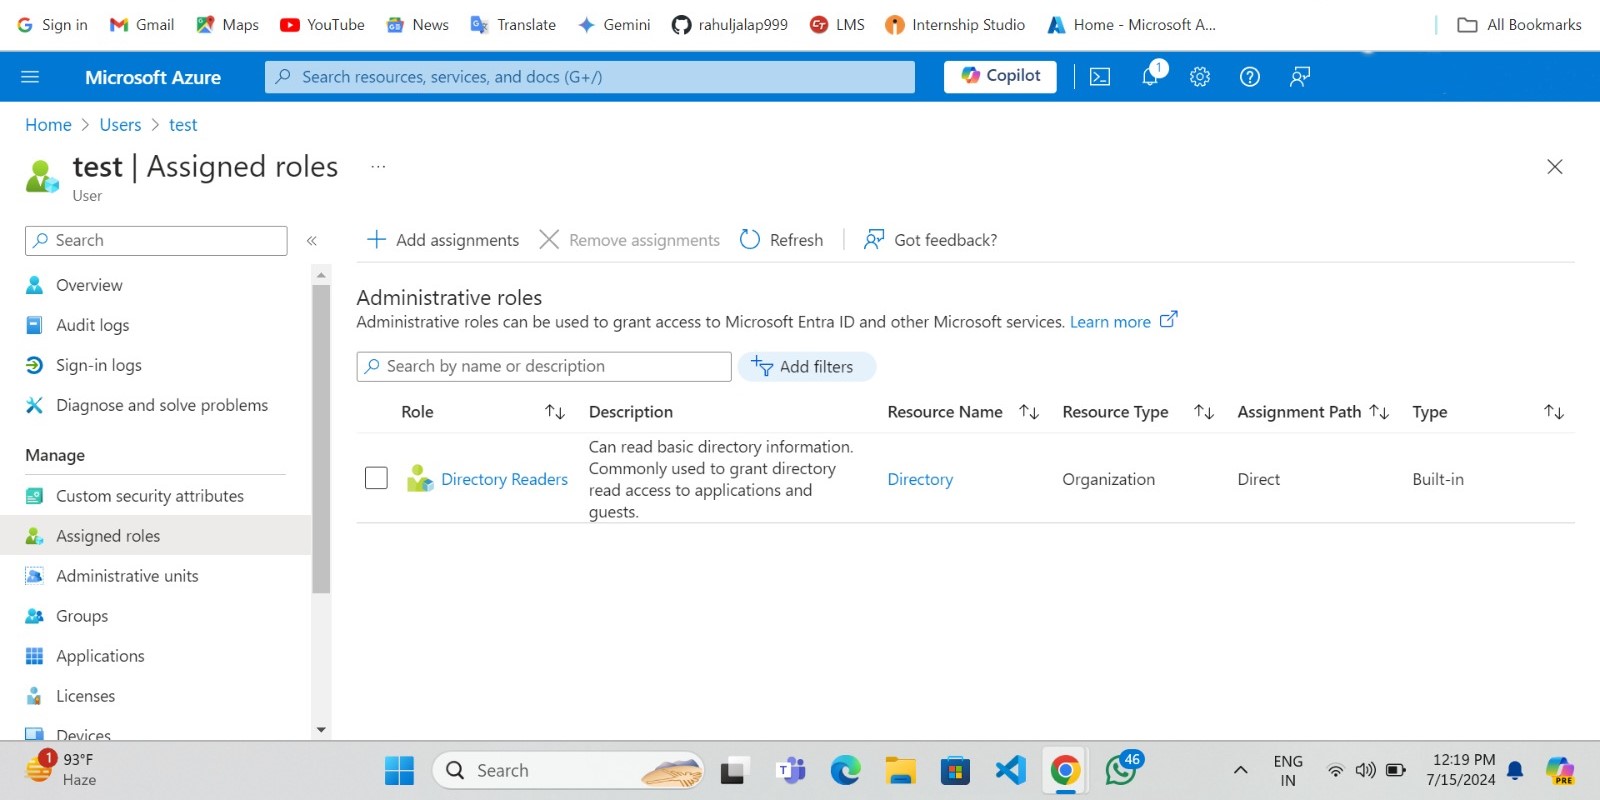 Sign in Gmail Maps YouTube News Translate Gemini rahuljalap999 LMS Internship Studio Home - Microsoft A... All Bookmarks
Microsoft Azure Search resources, services, and docs (G+/) Copilot 1
Home > Users > test
test | Assigned roles ...
User
Search «
Overview
Audit logs
Sign-in logs
Diagnose and solve problems
Manage
Custom security attributes
Assigned roles
Administrative units
Groups
Applications
Licenses
Devices
Add assignments Remove assignments Refresh Got feedback?
Administrative roles
Administrative roles can be used to grant access to Microsoft Entra ID and other Microsoft services. Learn more
Search by name or description Add filters
Role Description Resource Name Resource Type Assignment Path Type
Directory Readers
Can read basic directory information.
Commonly used to grant directory
read access to applications and
guests.
Directory Organization Direct Built-in
1 93°F
Haze
Search
46
ENG
IN
12:19 PM
7/15/2024
PRE